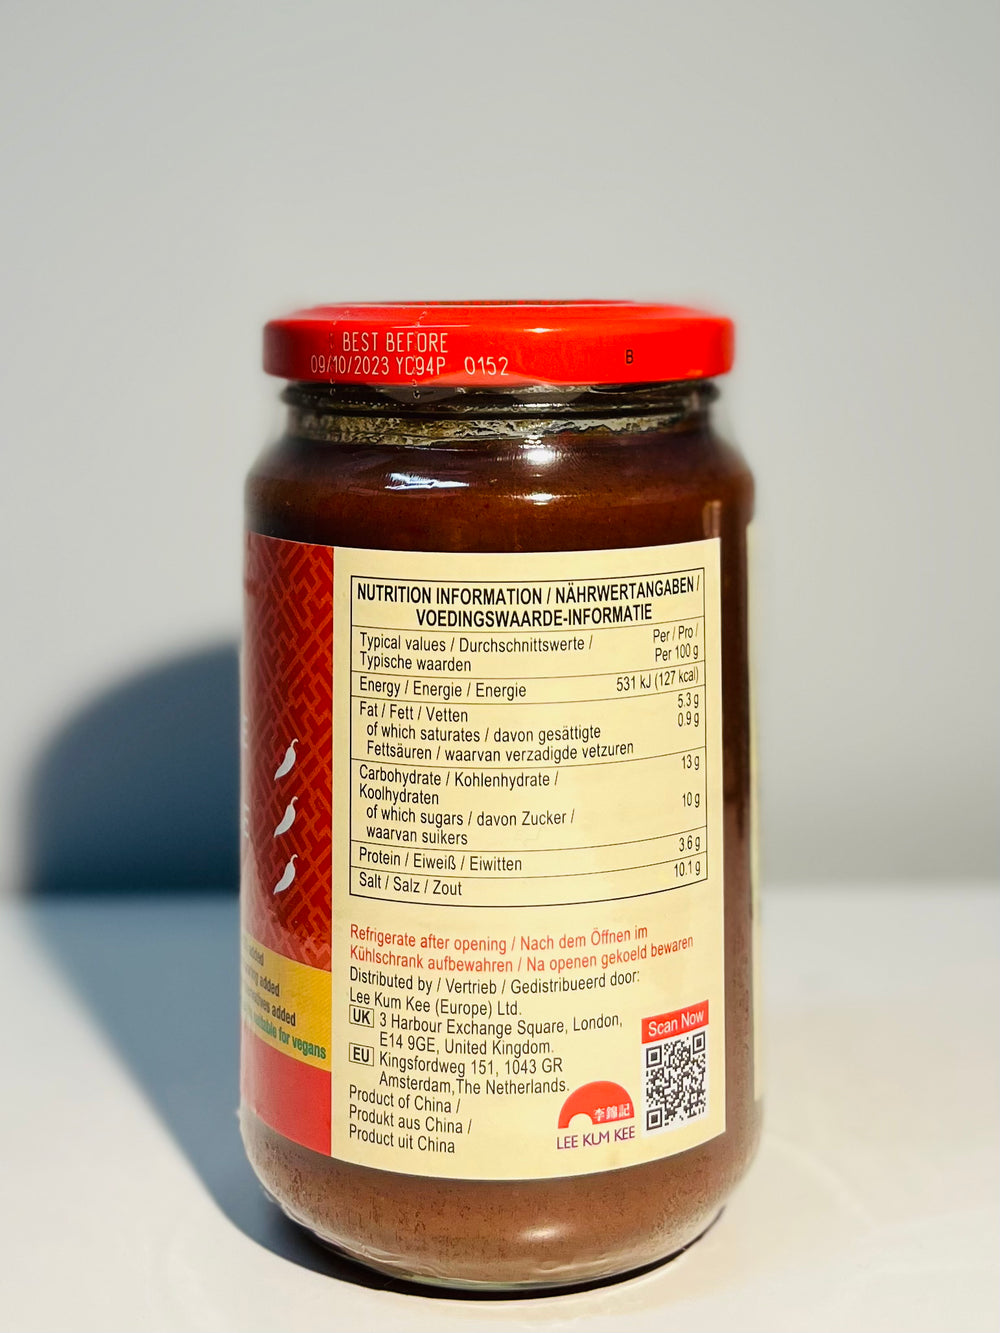 BEST BEFORE
09/10/2023 YC94P 0152
B
NUTRITION INFORMATION / NÄHRWERTANGABEN /
VOEDINGSWAARDE-INFORMATIE
Typical values / Durchschnittswerte /
Typische waarden
Per / Pro /
Per 100 g
Energy / Energie / Energie 531 kJ (127 kcal)
Fat / Fett / Vetten 5.3 g
of which saturates / davon gesättigte 0.9 g
Fettsäuren / waarvan verzadigde vetzuren
Carbohydrate / Kohlenhydrate / 13 g
Koolhydraten
of which sugars / davon Zucker / 10 g
waarvan suikers
Protein / Eiweiß / Eiwitten 3.6 g
Salt / Salz / Zout 10.1 g
Refrigerate after opening / Nach dem Öffnen im
Kühlschrank aufbewahren / Na openen gekoeld bewaren
Distributed by / Vertrieb / Gedistribueerd door:
Lee Kum Kee (Europe) Ltd.
UK 3 Harbour Exchange Square, London,
E14 9GE, United Kingdom.
EU Kingsfordweg 151, 1043 GR
Amsterdam,The Netherlands.
Product of China /
Produkt aus China /
Product uit China
Scan Now
李錦記
LEE KUM KEE
added
added
added
for vegans